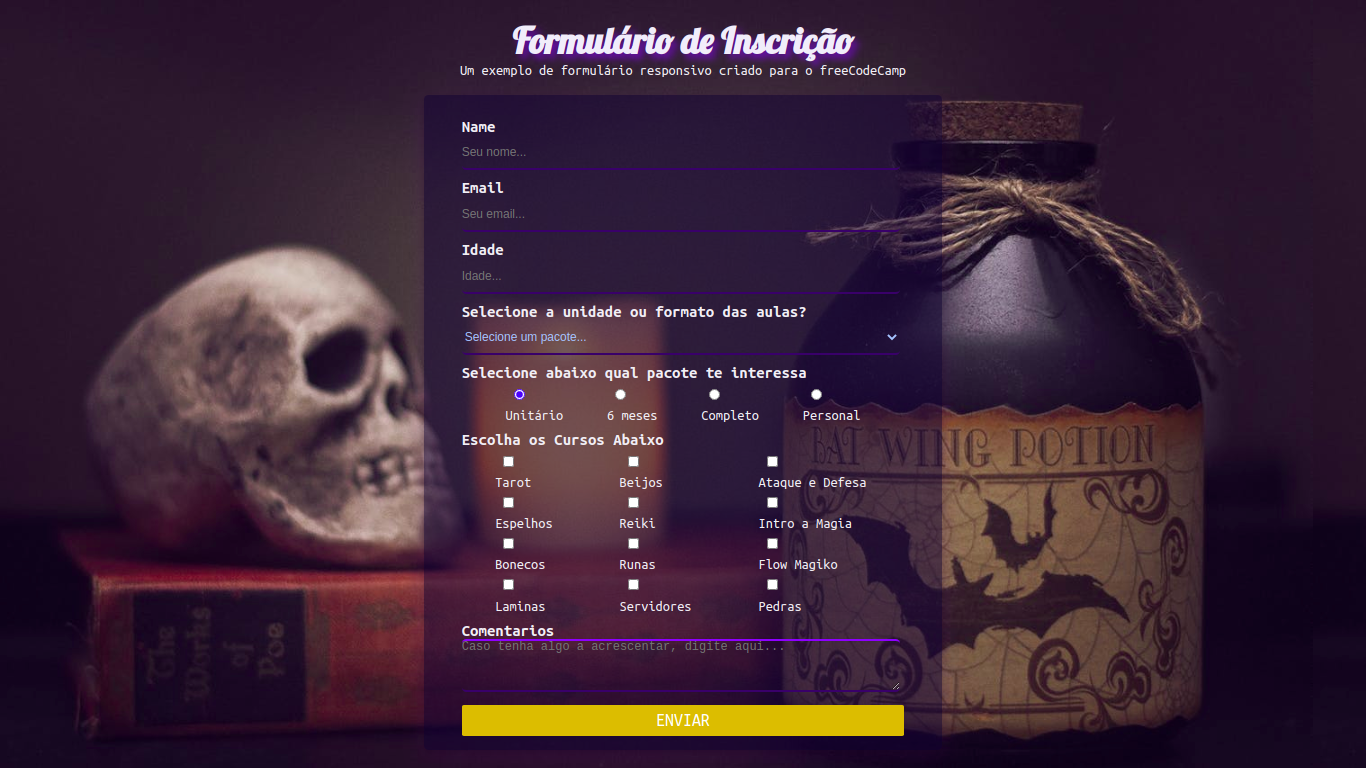 Formulário de Inscrição
Um exemplo de formulário responsivo criado para o freeCodeCamp
Name
Seu nome...
Email
Seu email...
Idade
Idade...
Selecione a unidade ou formato das aulas?
Selecione um pacote...
Selecione abaixo qual pacote te interessa
Unitário 6 meses Completo Personal
Escolha os Cursos Abaixo
Tarot Beijos Ataque e Defesa
Espelhos Reiki Intro a Magia
Bonecos Runas Flow Magiko
Laminas Servidores Pedras
Comentarios
Caso tenha algo a acrescentar, digite aqui...
ENVIAR
BAT WING POTION
The
Works
of
Poe